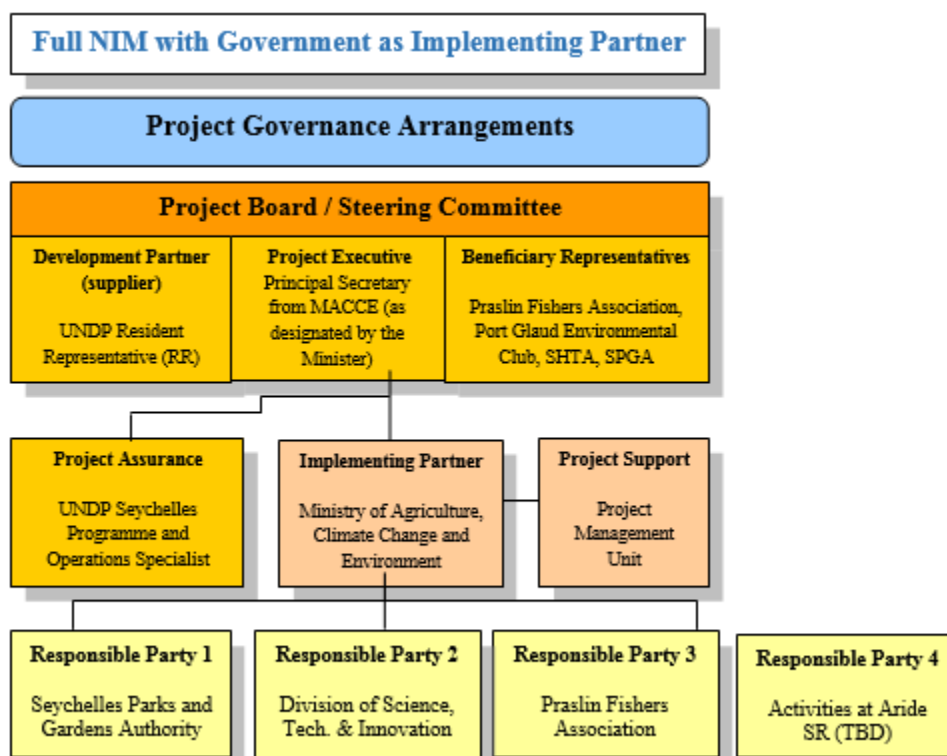 Full NIM with Government as Implementing Partner
Project Governance Arrangements
Project Board / Steering Committee
Development Partner
(supplier)
UNDP Resident
Representative (RR)
Project Executive
Principal Secretary
from MACCE (as
designated by the
Minister)
Beneficiary Representatives
Praslin Fishers Association,
Port Glaud Environmental
Club, SHTA, SPGA
Project Assurance
UNDP Seychelles
Programme and
Operations Specialist
Implementing Partner
Ministry of Agriculture,
Climate Change and
Environment
Project Support
Project
Management
Unit
Responsible Party 1
Seychelles Parks and
Gardens Authority
Responsible Party 2
Division of Science,
Tech. & Innovation
Responsible Party 3
Praslin Fishers
Association
Responsible Party 4
Activities at Aride
SR (TBD)